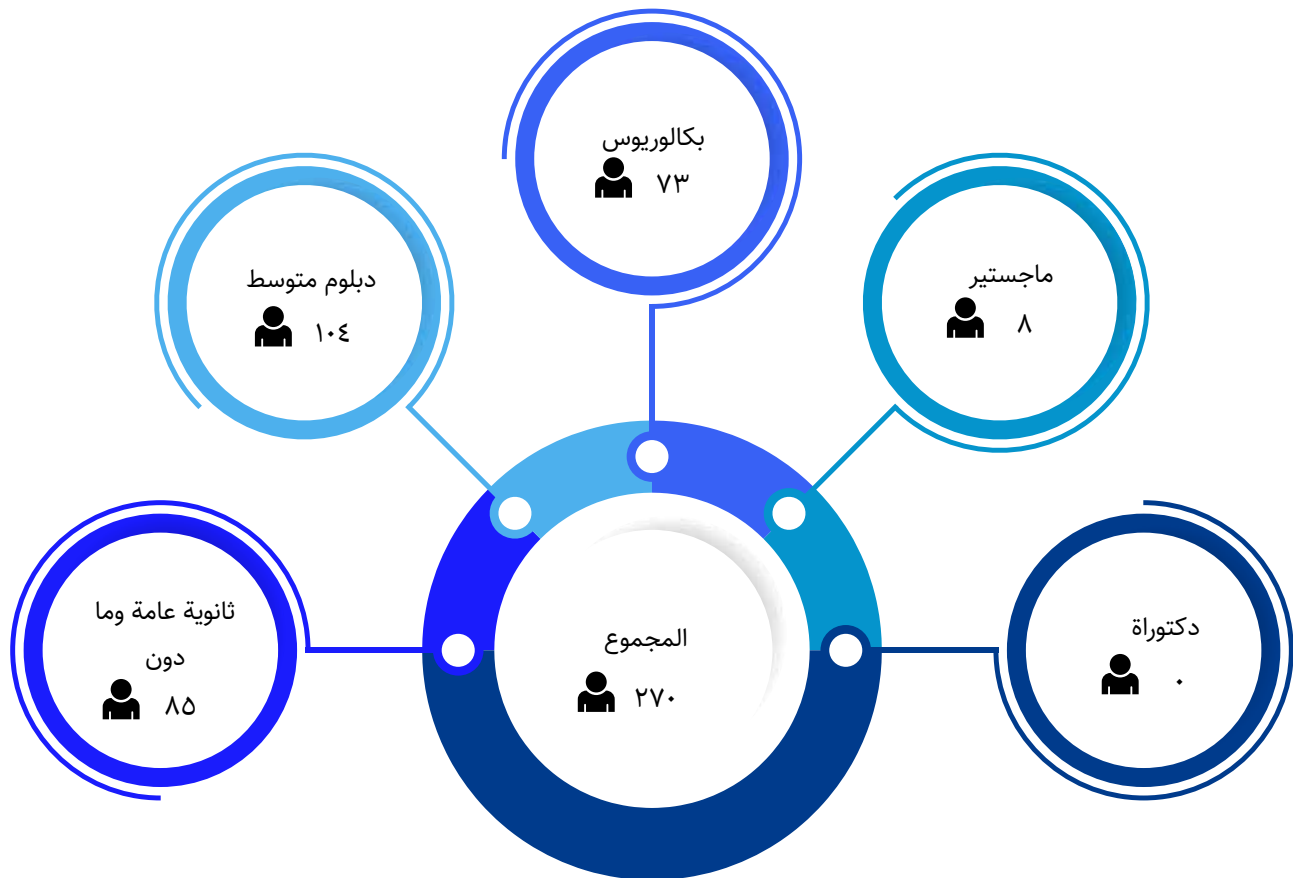 بكالوريوس
٧٣
ماجستير
٨
دبلوم متوسط
١٠٤
دكتوراة
٠
المجموع
٢٧٠
ثانوية عامة وما
دون
٨٥